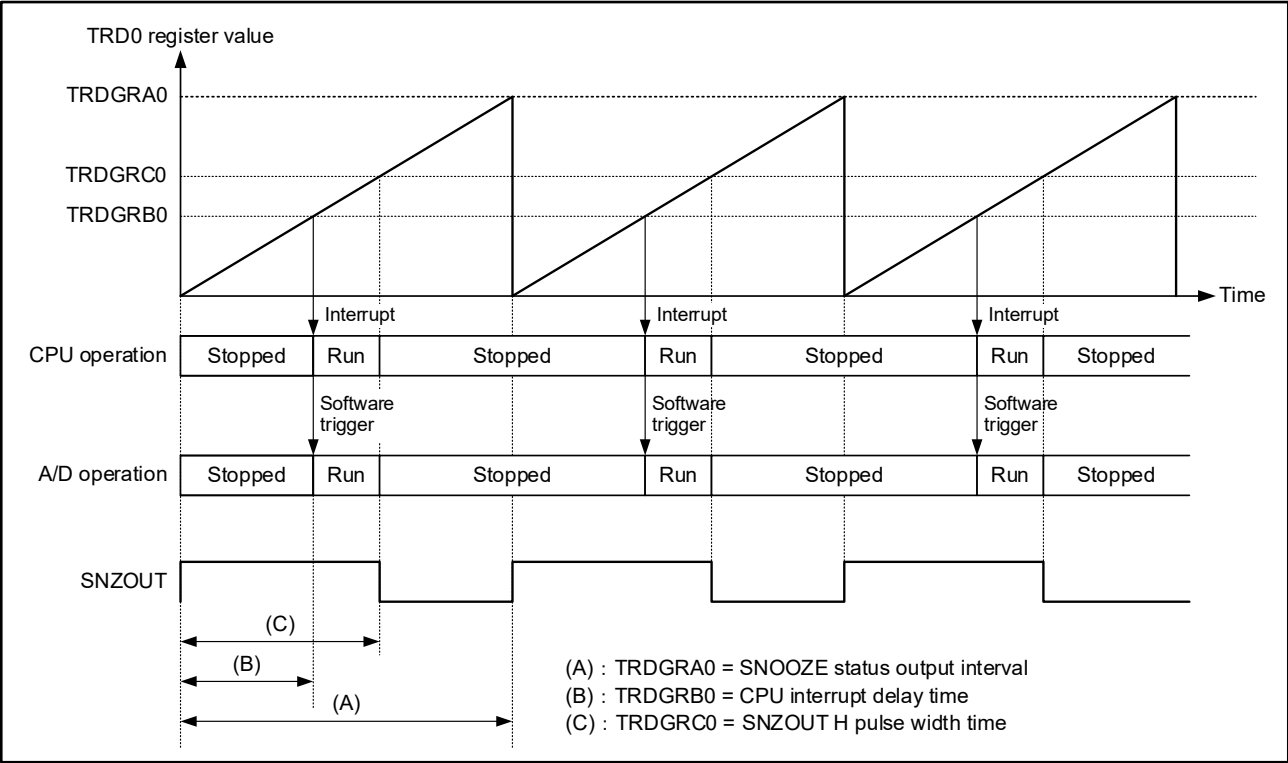 TRD0 register value
TRDGRA0
TRDGRC0
TRDGRB0
Time
Interrupt Interrupt Interrupt
CPU operation Stopped Run Stopped Run Stopped Run Stopped
Software trigger Software trigger Software trigger
A/D operation Stopped Run Stopped Run Stopped Run Stopped
SNZOUT
(C)
(B)
(A)
(A) : TRDGRA0 = SNOOZE status output interval
(B) : TRDGRB0 = CPU interrupt delay time
(C) : TRDGRC0 = SNZOUT H pulse width time